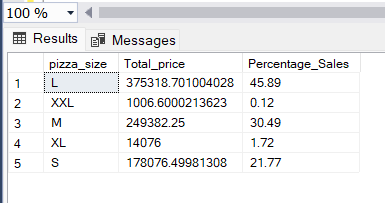 100 %
Results Messages
pizza_size Total_price Percentage_Sales
1 L 375318.701004028 45.89
2 XXL 1006.6000213623 0.12
3 M 249382.25 30.49
4 XL 14076 1.72
5 S 178076.49981308 21.77